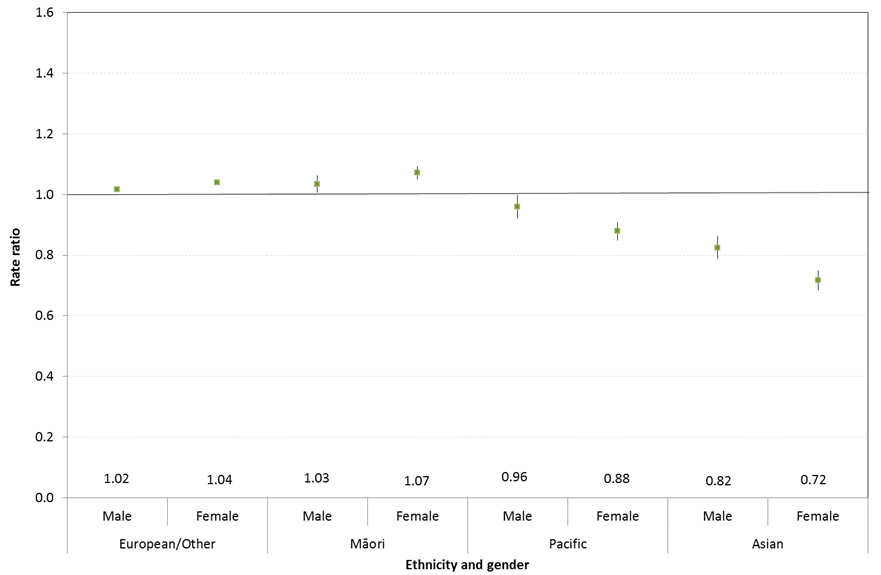 1.6
1.4
1.2
1.0
0.8
0.6
0.4
0.2
0.0
Rate ratio
1.02 1.04 1.03 1.07 0.96 0.88 0.82 0.72
Male Female Male Female Male Female Male Female
European/Other Māori Pacific Asian
Ethnicity and gender